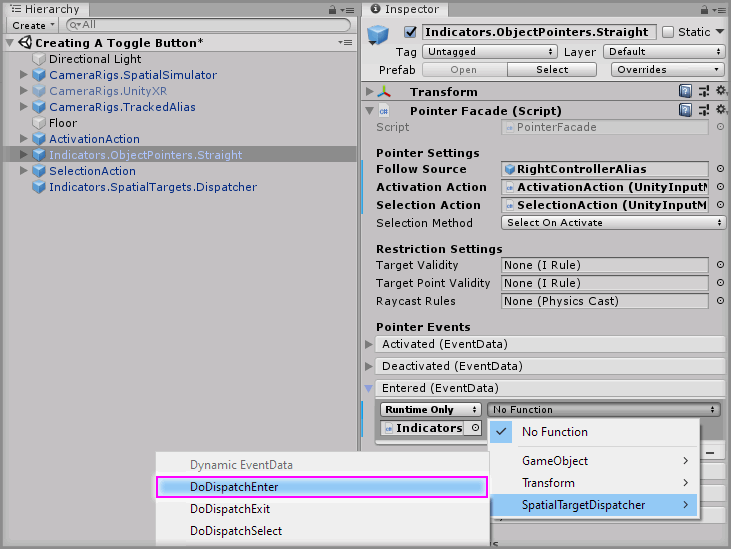 Hierarchy
Create
All
Creating A Toggle Button*
Directional Light
CameraRigs.SpatialSimulator
CameraRigs.UnityXR
CameraRigs.TrackedAlias
Floor
ActivationAction
Indicators.ObjectPointers.Straight
SelectionAction
Indicators.SpatialTargets.Dispatcher
Inspector
Indicators.ObjectPointers.Straight
Static
Tag Untagged Layer Default
Prefab Open Select Overrides
Transform
Pointer Facade (Script)
Script PointerFacade
Pointer Settings
Follow Source RightControllerAlias
Activation Action ActivationAction (UnityInputM
Selection Action SelectionAction (UnityInputM
Selection Method Select On Activate
Restriction Settings
Target Validity None (I Rule)
Target Point Validity None (I Rule)
Raycast Rules None (Physics Cast)
Pointer Events
Activated (EventData)
Deactivated (EventData)
Entered (EventData)
Runtime Only No Function
Indicators
No Function
GameObject
Transform
SpatialTargetDispatcher
Dynamic EventData
DoDispatchEnter
DoDispatchExit
DoDispatchSelect